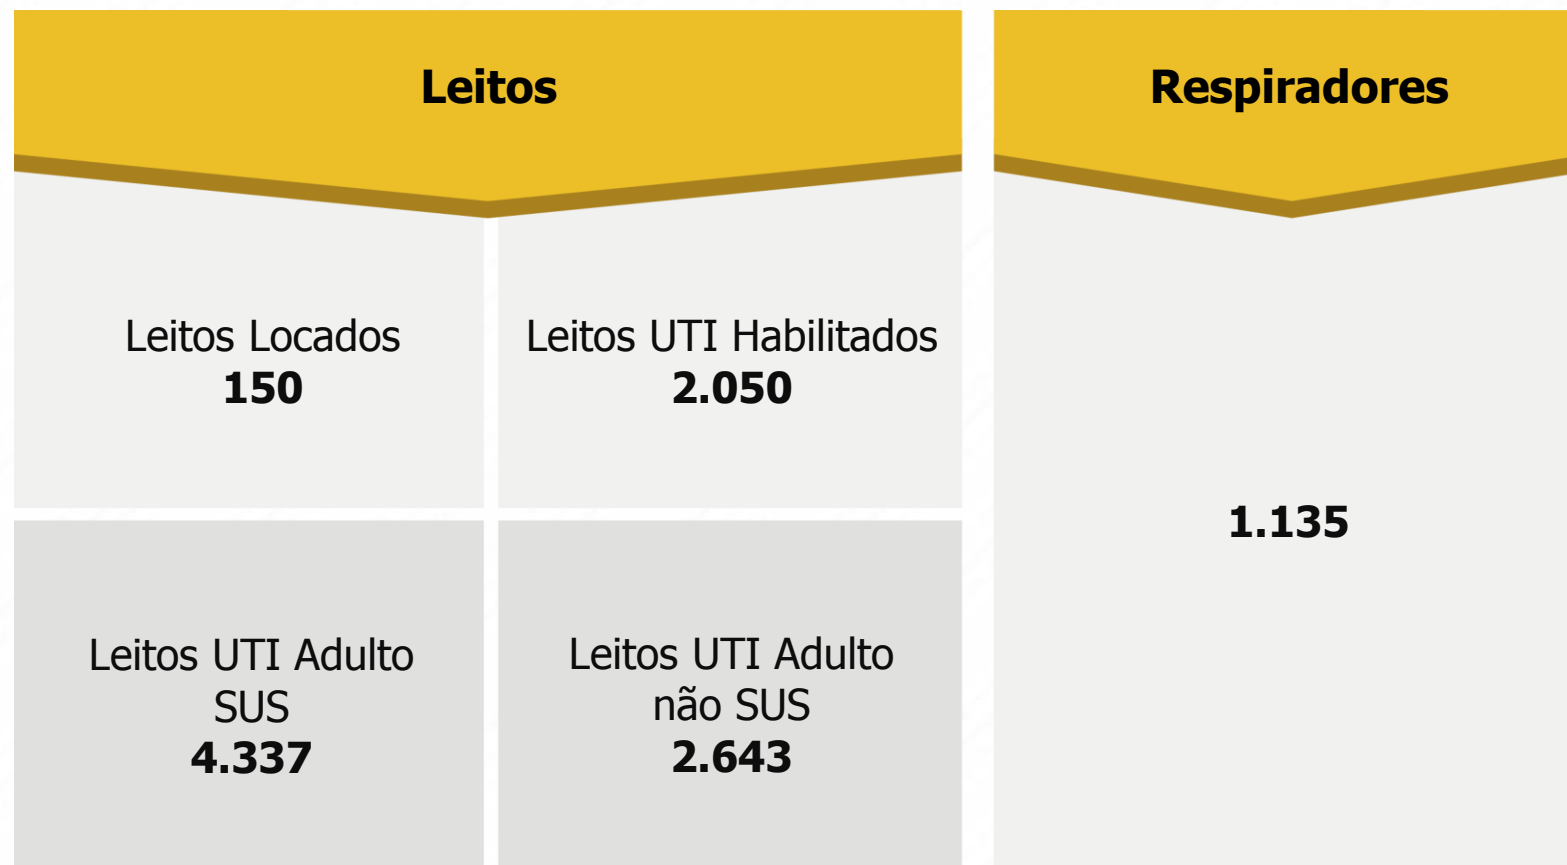 Leitos
Respiradores
Leitos Locados
150
Leitos UTI Habilitados
2.050
Leitos UTI Adulto
SUS
4.337
Leitos UTI Adulto
não SUS
2.643
1.135